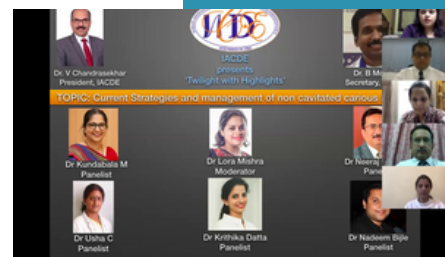 IACDE
presents
'Twilight with Highlights'
Dr. V Chandrasekhar
President, IACDE
Dr. B M
Secretary,
TOPIC: Current Strategies and management of non cavitated carious
Dr Kundabala M
Panelist
Dr Lora Mishra
Moderator
Dr Neeraj
Pane
Dr Usha C
Panelist
Dr Krithika Datta
Panelist
Dr Nadeem Bijle
Panelist